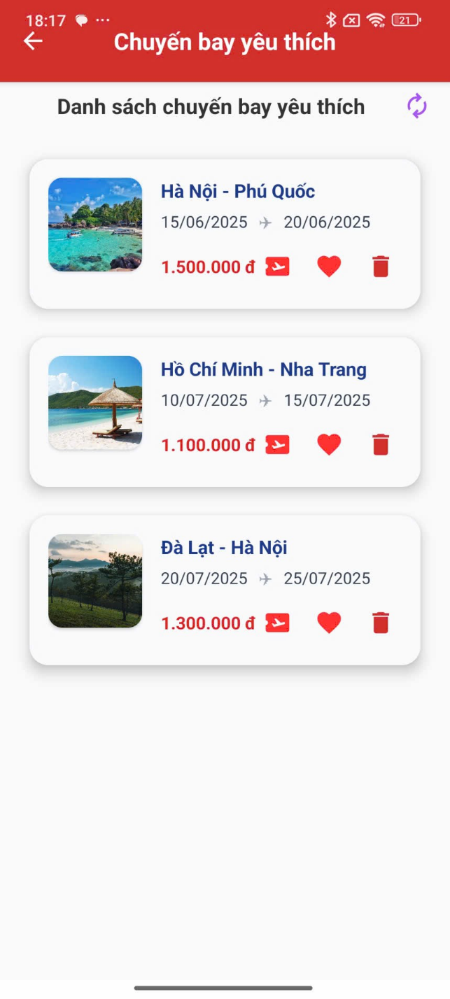 18:17
21
Chuyến bay yêu thích
Danh sách chuyến bay yêu thích
Hà Nội - Phú Quốc
15/06/2025 20/06/2025
1.500.000 đ
Hồ Chí Minh - Nha Trang
10/07/2025 15/07/2025
1.100.000 đ
Đà Lạt - Hà Nội
20/07/2025 25/07/2025
1.300.000 đ